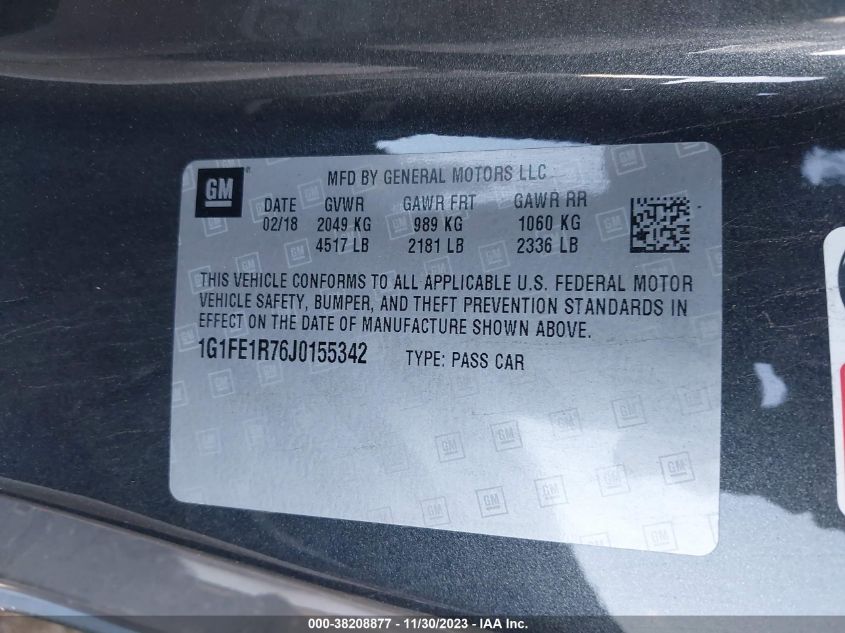 GM ®
MFD BY GENERAL MOTORS LLC
DATE GVWR GAWR FRT GAWR RR
02/18 2049 KG 989 KG 1060 KG
4517 LB 2181 LB 2336 LB
THIS VEHICLE CONFORMS TO ALL APPLICABLE U.S. FEDERAL MOTOR
VEHICLE SAFETY, BUMPER, AND THEFT PREVENTION STANDARDS IN
EFFECT ON THE DATE OF MANUFACTURE SHOWN ABOVE.
1G1FE1R76J0155342 TYPE: PASS CAR
000-38208877 - 11/30/2023 - IAA Inc.